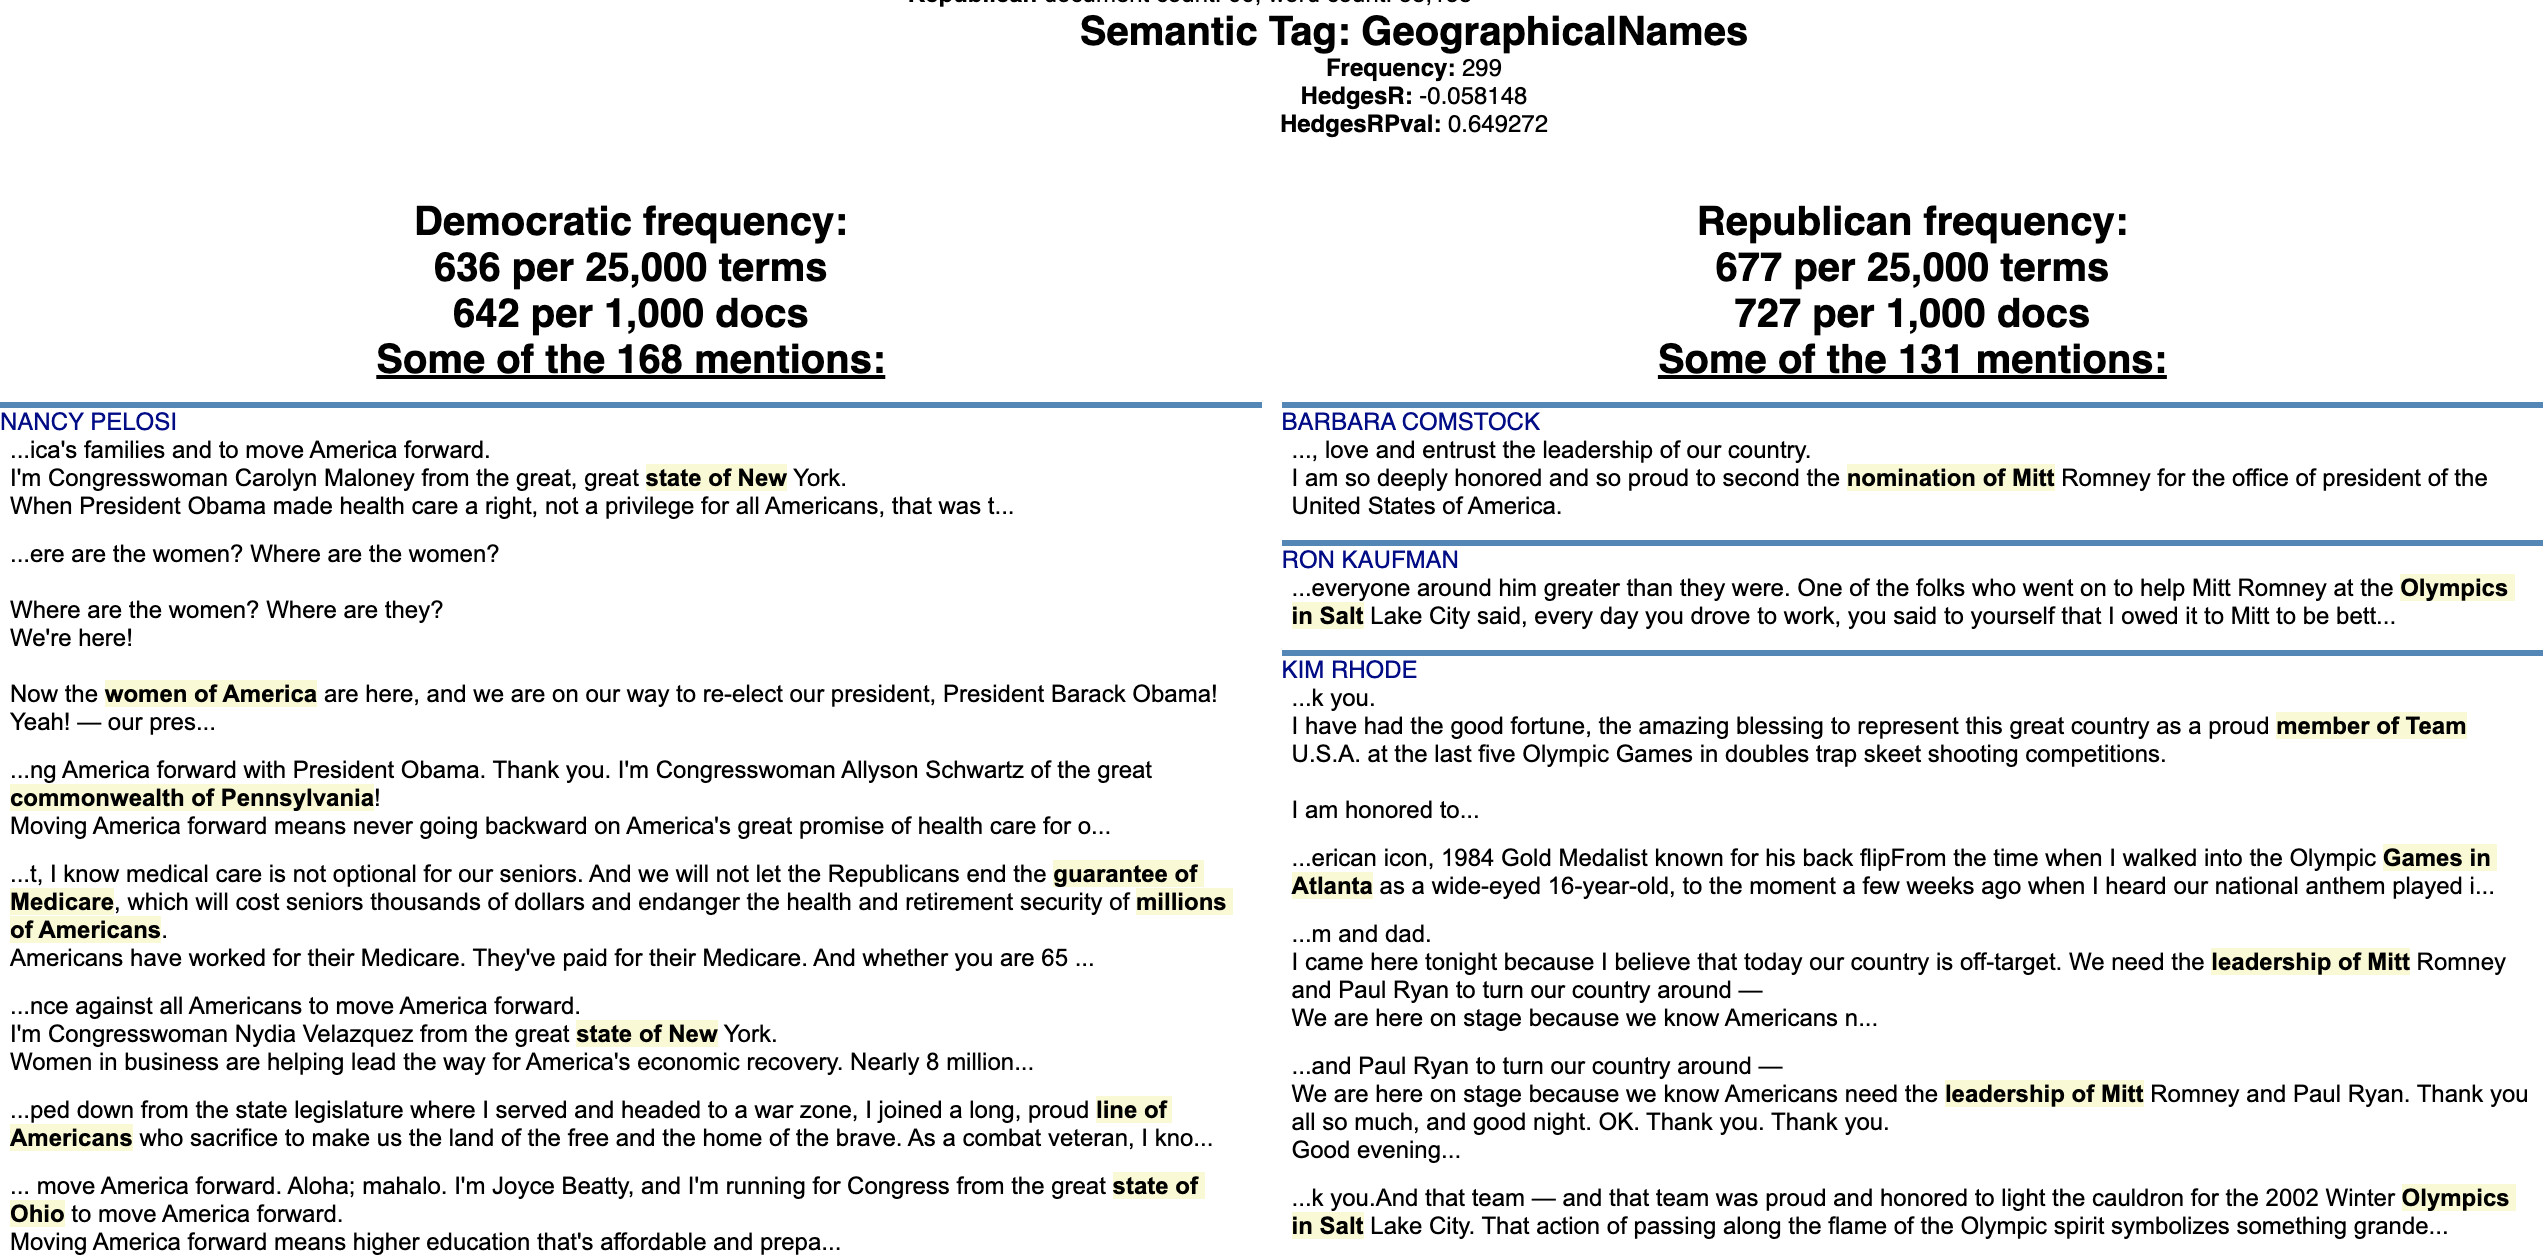 Semantic Tag: GeographicalNames
Frequency: 299
HedgesR: -0.058148
HedgesRPval: 0.649272
Democratic frequency:
636 per 25,000 terms
642 per 1,000 docs
Some of the 168 mentions:
NANCY PELOSI
...ica's families and to move America forward.
I'm Congresswoman Carolyn Maloney from the great, great state of New York.
When President Obama made health care a right, not a privilege for all Americans, that was t...
...ere are the women? Where are the women?
Where are the women? Where are they?
We're here!
Now the women of America are here, and we are on our way to re-elect our president, President Barack Obama!
Yeah! — our pres...
...ng America forward with President Obama. Thank you. I'm Congresswoman Allyson Schwartz of the great
commonwealth of Pennsylvania!
Moving America forward means never going backward on America's great promise of health care for o...
...t, I know medical care is not optional for our seniors. And we will not let the Republicans end the guarantee of
Medicare, which will cost seniors thousands of dollars and endanger the health and retirement security of millions
of Americans.
Americans have worked for their Medicare. They've paid for their Medicare. And whether you are 65 ...
...nce against all Americans to move America forward.
I'm Congresswoman Nydia Velazquez from the great state of New York.
Women in business are helping lead the way for America's economic recovery. Nearly 8 million...
...ped down from the state legislature where I served and headed to a war zone, I joined a long, proud line of
Americans who sacrifice to make us the land of the free and the home of the brave. As a combat veteran, I kno...
... move America forward. Aloha; mahalo. I'm Joyce Beatty, and I'm running for Congress from the great state of
Ohio to move America forward.
Moving America forward means higher education that's affordable and prepa...
Republican frequency:
677 per 25,000 terms
727 per 1,000 docs
Some of the 131 mentions:
BARBARA COMSTOCK
..., love and entrust the leadership of our country.
I am so deeply honored and so proud to second the nomination of Mitt Romney for the office of president of the
United States of America.
RON KAUFMAN
...everyone around him greater than they were. One of the folks who went on to help Mitt Romney at the Olympics
in Salt Lake City said, every day you drove to work, you said to yourself that I owed it to Mitt to be bett...
KIM RHODE
...k you.
I have had the good fortune, the amazing blessing to represent this great country as a proud member of Team
U.S.A. at the last five Olympic Games in doubles trap skeet shooting competitions.
I am honored to...
...erican icon, 1984 Gold Medalist known for his back flipFrom the time when I walked into the Olympic Games in
Atlanta as a wide-eyed 16-year-old, to the moment a few weeks ago when I heard our national anthem played i...
...m and dad.
I came here tonight because I believe that today our country is off-target. We need the leadership of Mitt Romney
and Paul Ryan to turn our country around —
We are here on stage because we know Americans n...
...and Paul Ryan to turn our country around —
We are here on stage because we know Americans need the leadership of Mitt Romney and Paul Ryan. Thank you
all so much, and good night. OK. Thank you. Thank you.
Good evening...
...k you.And that team — and that team was proud and honored to light the cauldron for the 2002 Winter Olympics
in Salt Lake City. That action of passing along the flame of the Olympic spirit symbolizes something grande...